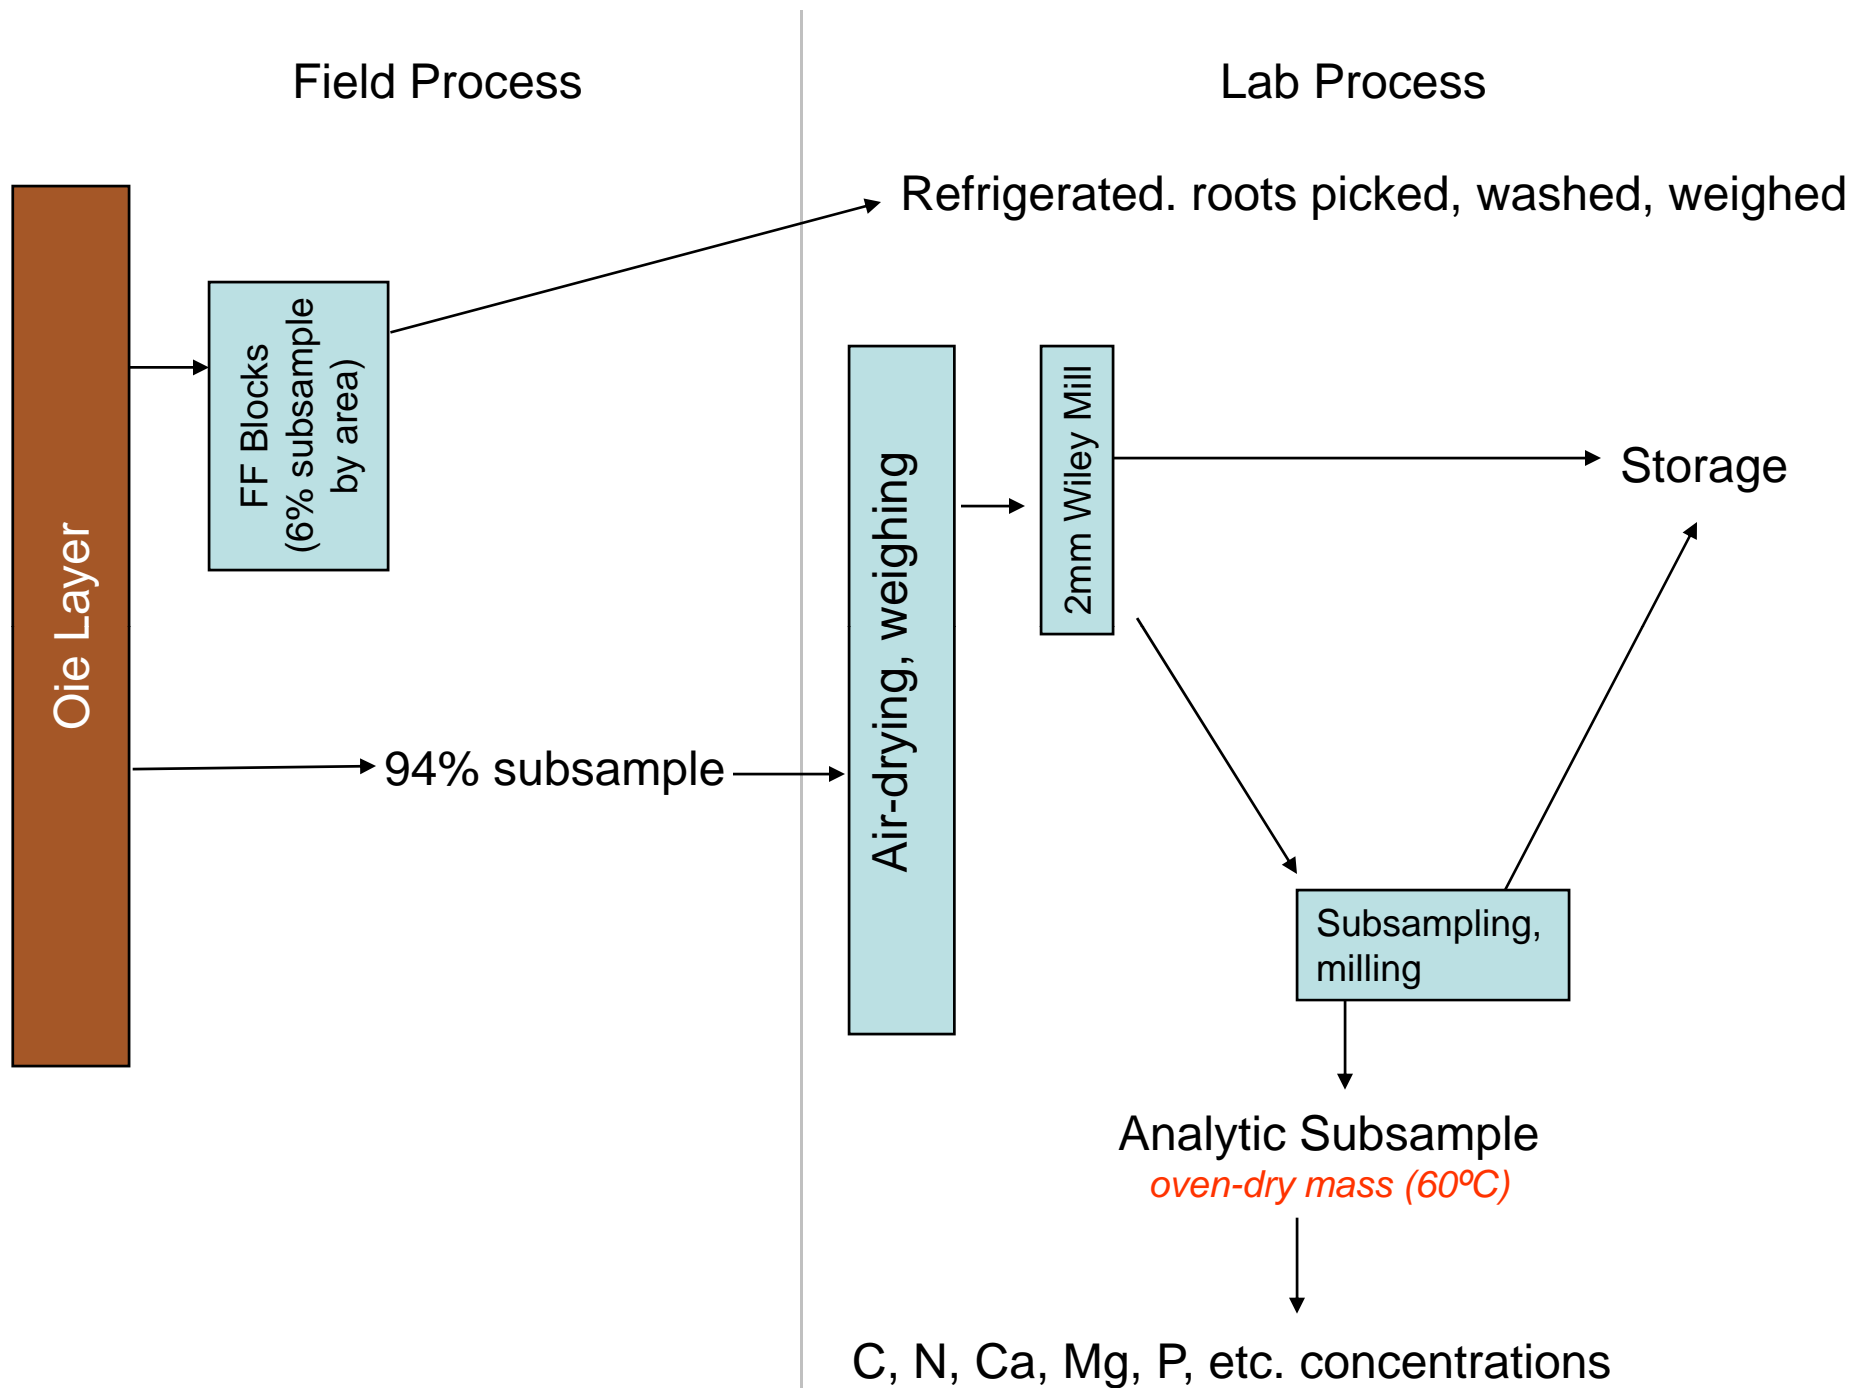 Field Process
Lab Process
Refrigerated. roots picked, washed, weighed
Oie Layer
FF Blocks
(6% subsample
by area)
94% subsample
Air-drying, weighing
2mm Wiley Mill
Storage
Subsampling,
milling
Analytic Subsample
oven-dry mass (60ºC)
C, N, Ca, Mg, P, etc. concentrations